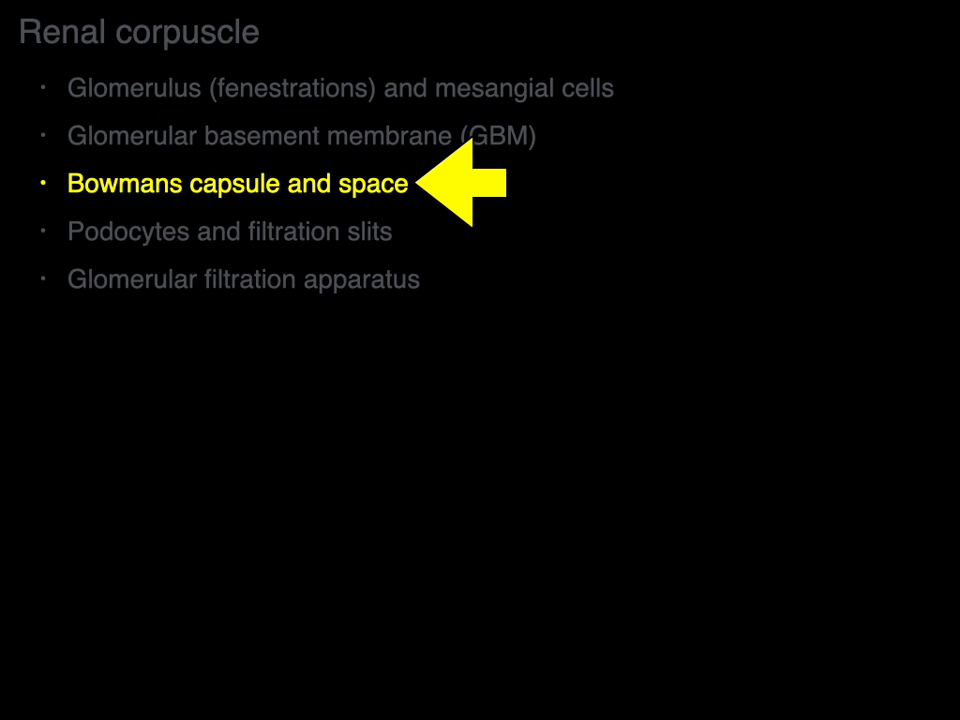 Renal corpuscle
• Glomerulus (fenestrations) and mesangial cells
• Glomerular basement membrane (GBM)
• Bowmans capsule and space
• Podocytes and filtration slits
• Glomerular filtration apparatus